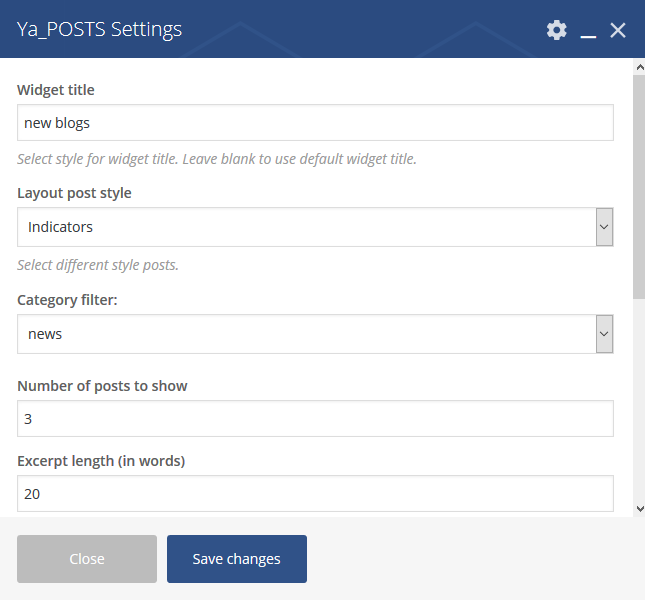 Ya_POSTS Settings
Widget title
new blogs
Select style for widget title. Leave blank to use default widget title.
Layout post style
Indicators
Select different style posts.
Category filter:
news
Number of posts to show
3
Excerpt length (in words)
20
Close
Save changes